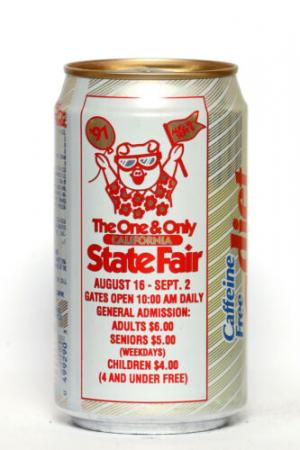 '91
The One & Only
CALIFORNIA
State Fair
AUGUST 16 - SEPT. 2
GATES OPEN 10:00 AM DAILY
GENERAL ADMISSION:
ADULTS $6.00
SENIORS $5.00
(WEEKDAYS)
CHILDREN $4.00
(4 AND UNDER FREE)
Caffeine
Free
diet